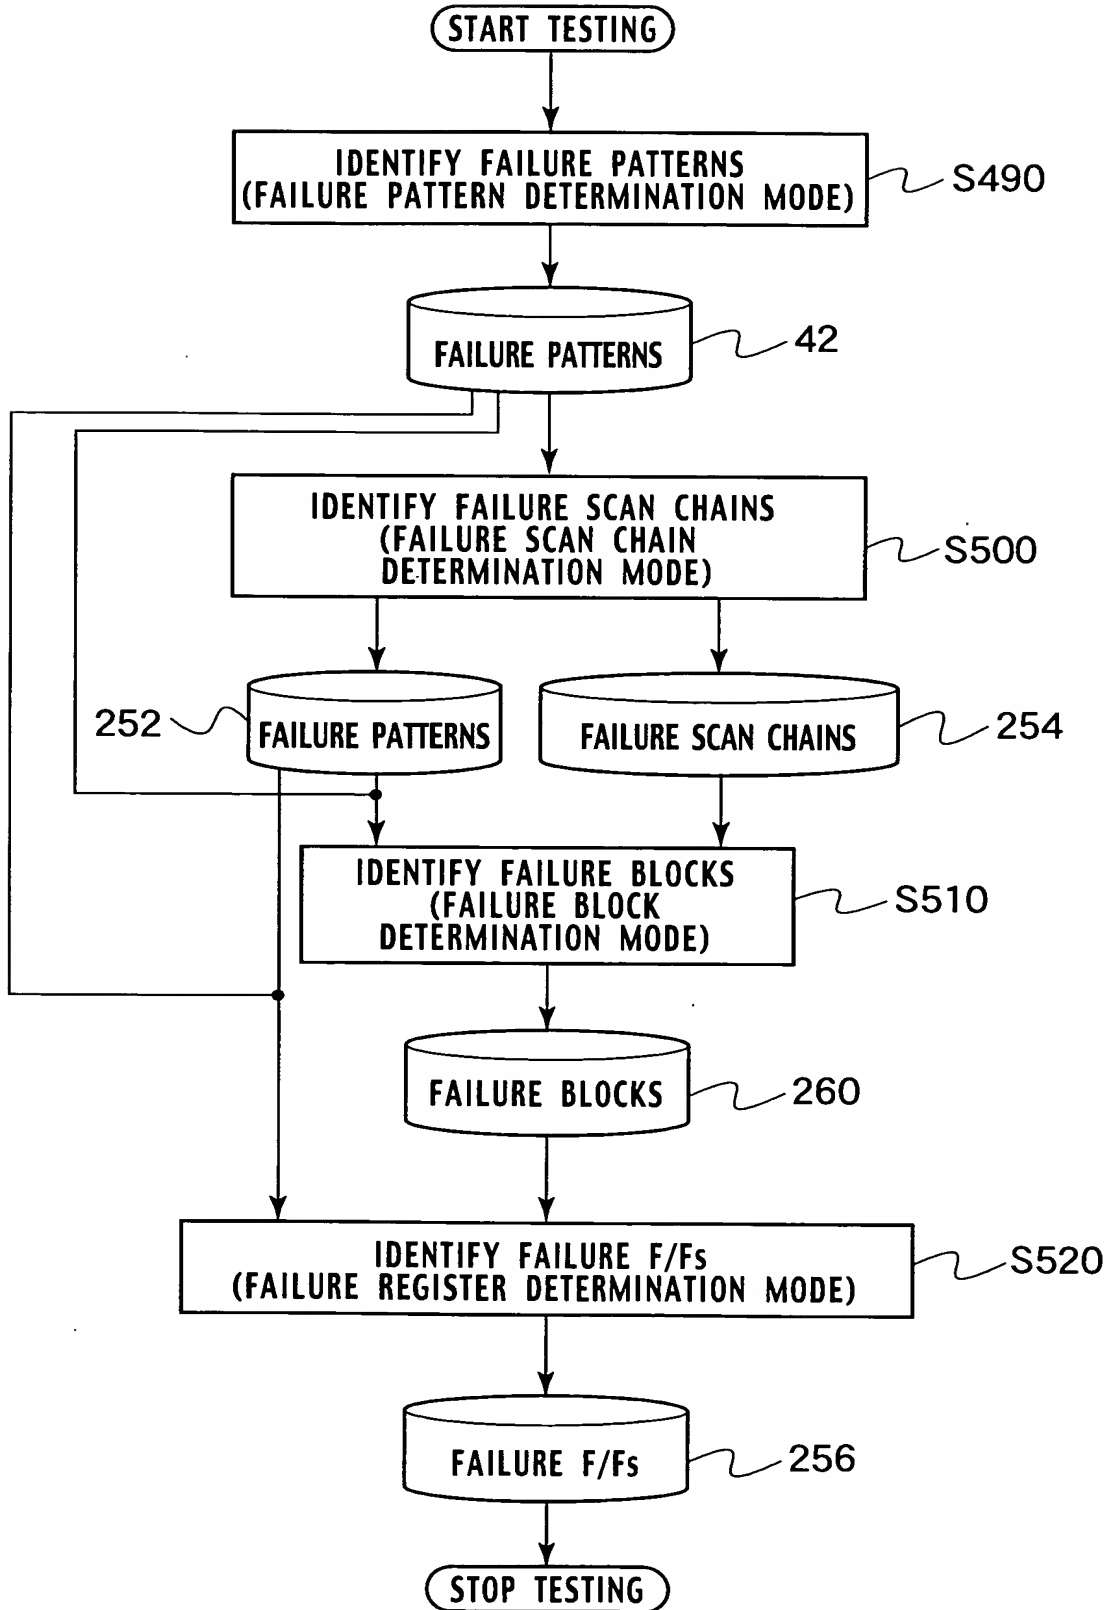 START TESTING
IDENTIFY FAILURE PATTERNS
(FAILURE PATTERN DETERMINATION MODE)
S490
FAILURE PATTERNS
42
IDENTIFY FAILURE SCAN CHAINS
(FAILURE SCAN CHAIN
DETERMINATION MODE)
S500
252
FAILURE PATTERNS
FAILURE SCAN CHAINS
254
IDENTIFY FAILURE BLOCKS
(FAILURE BLOCK
DETERMINATION MODE)
S510
FAILURE BLOCKS
260
IDENTIFY FAILURE F/Fs
(FAILURE REGISTER DETERMINATION MODE)
S520
FAILURE F/Fs
256
STOP TESTING